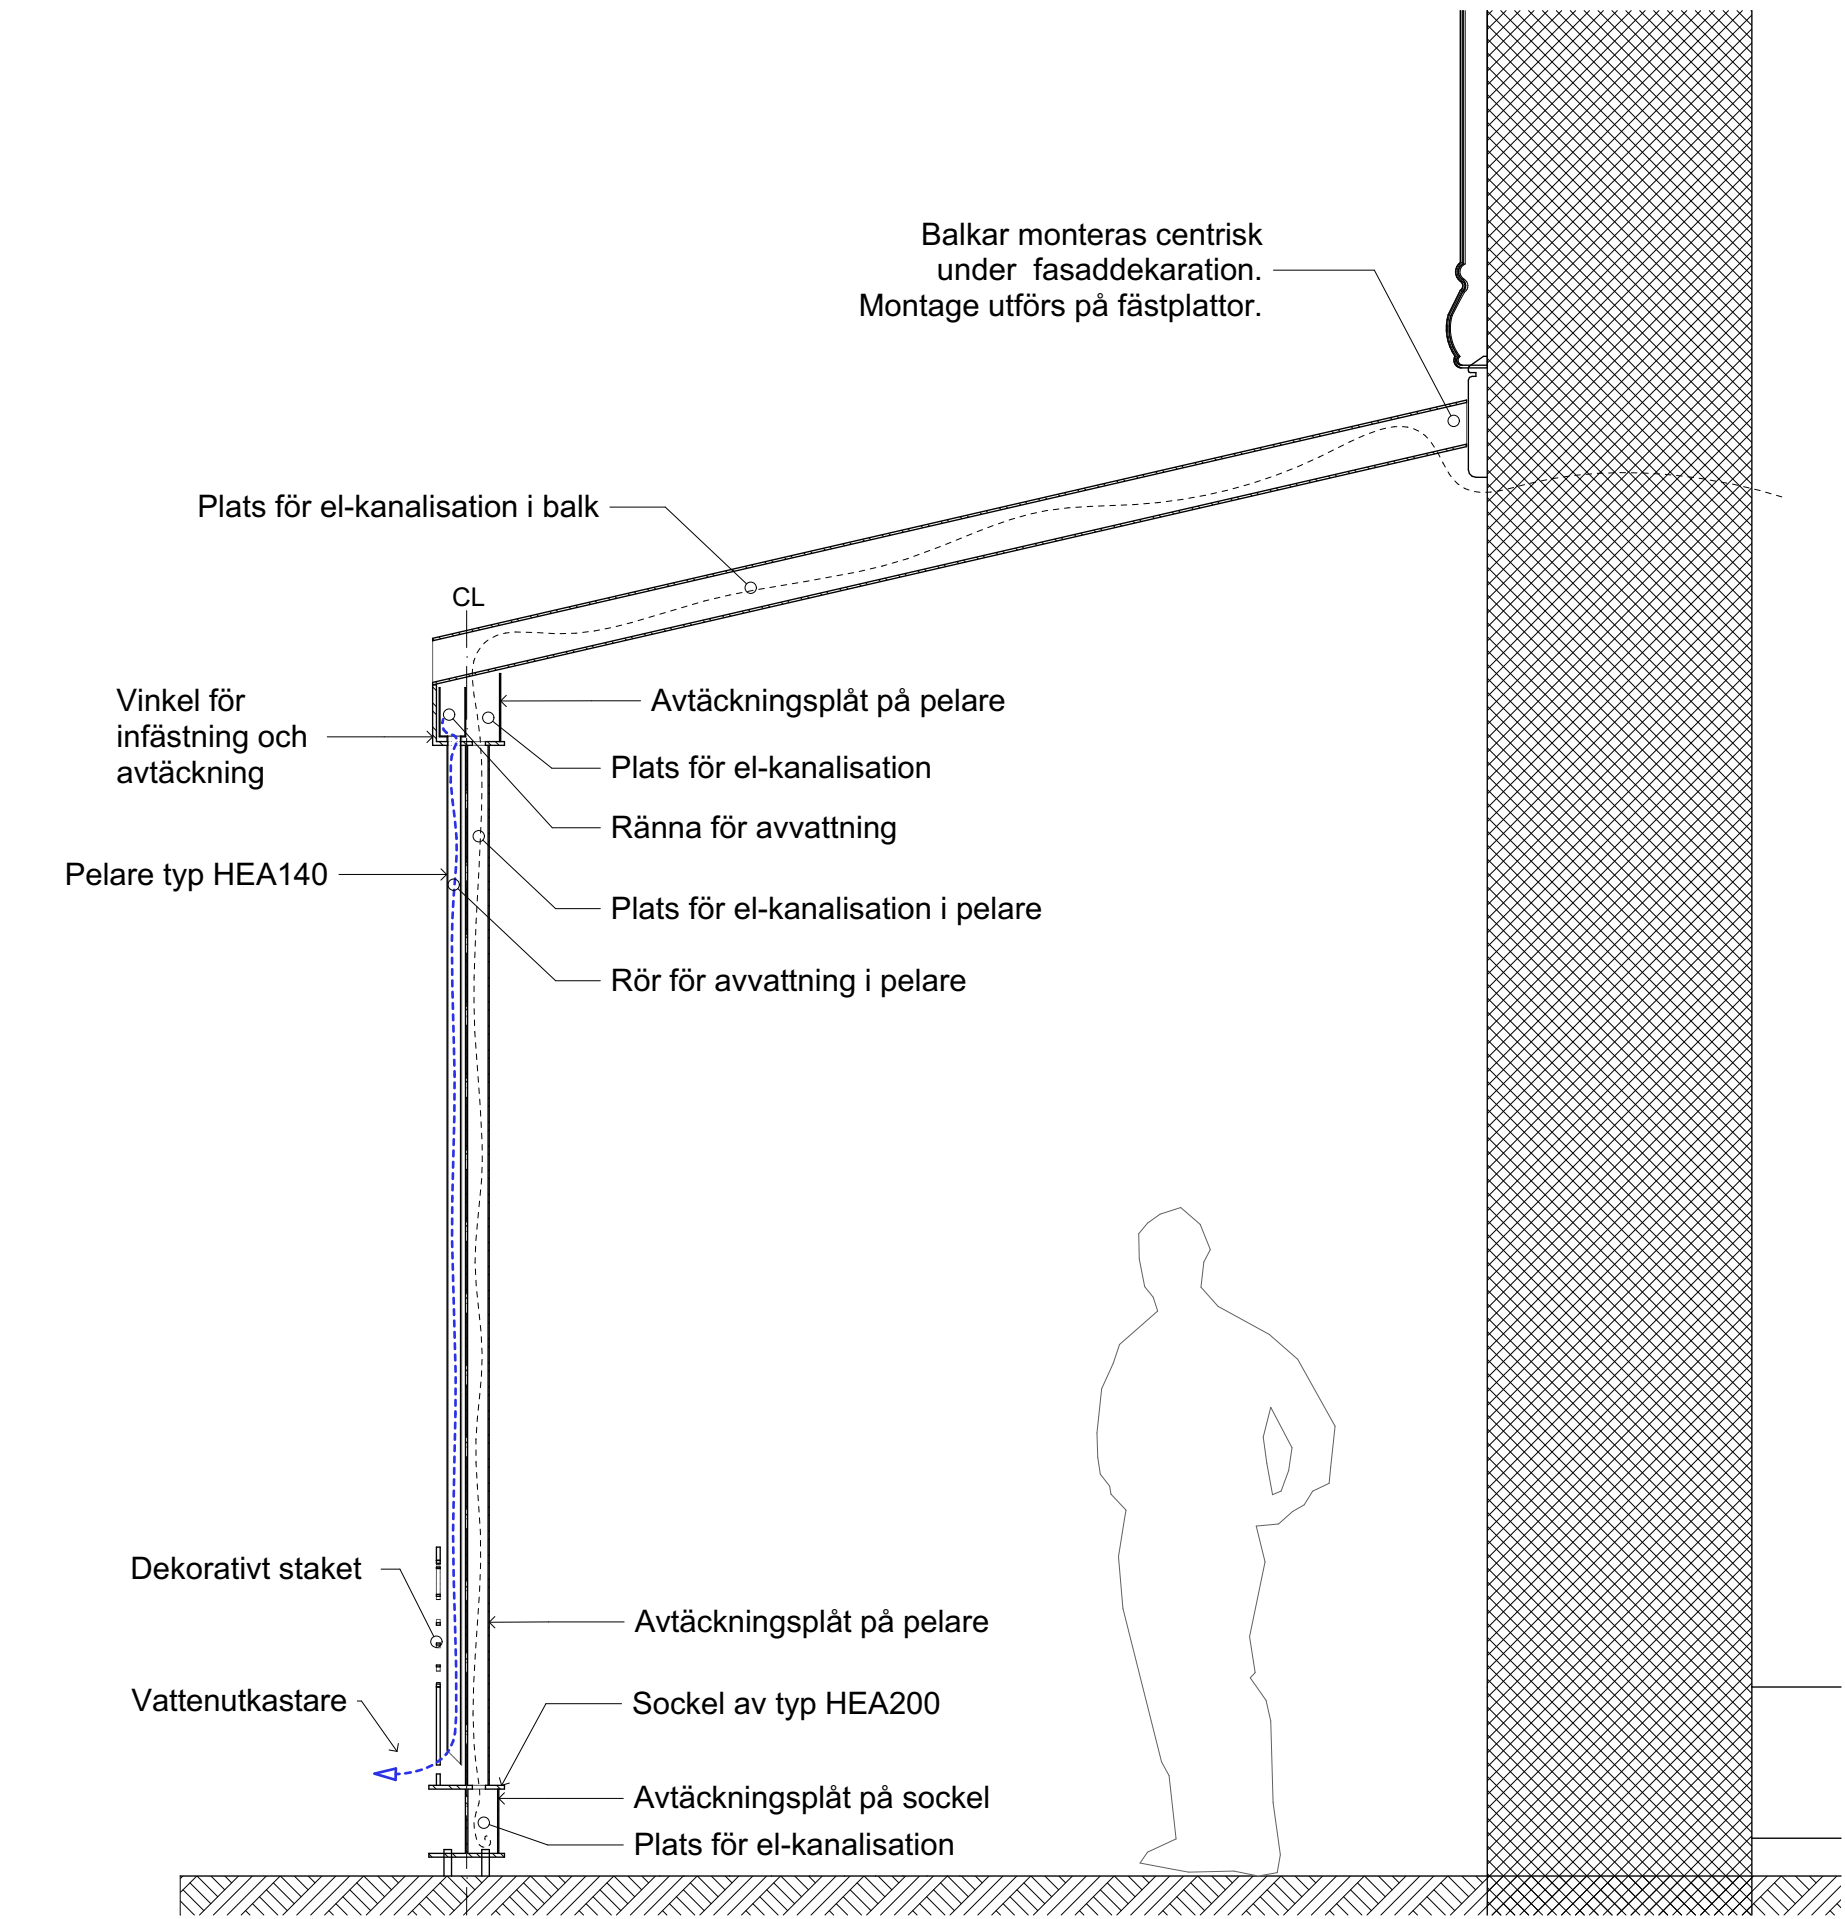 Balkar monteras centrisk
under fasaddekaration.
Montage utförs på fästplattor.
Plats för el-kanalisation i balk
CL
Vinkel för
infästning och
avtäckning
Avtäckningsplåt på pelare
Plats för el-kanalisation
Ränna för avvattning
Pelare typ HEA140
Plats för el-kanalisation i pelare
Rör för avvattning i pelare
Dekorativt staket
Avtäckningsplåt på pelare
Vattenutkastare
Sockel av typ HEA200
Avtäckningsplåt på sockel
Plats för el-kanalisation